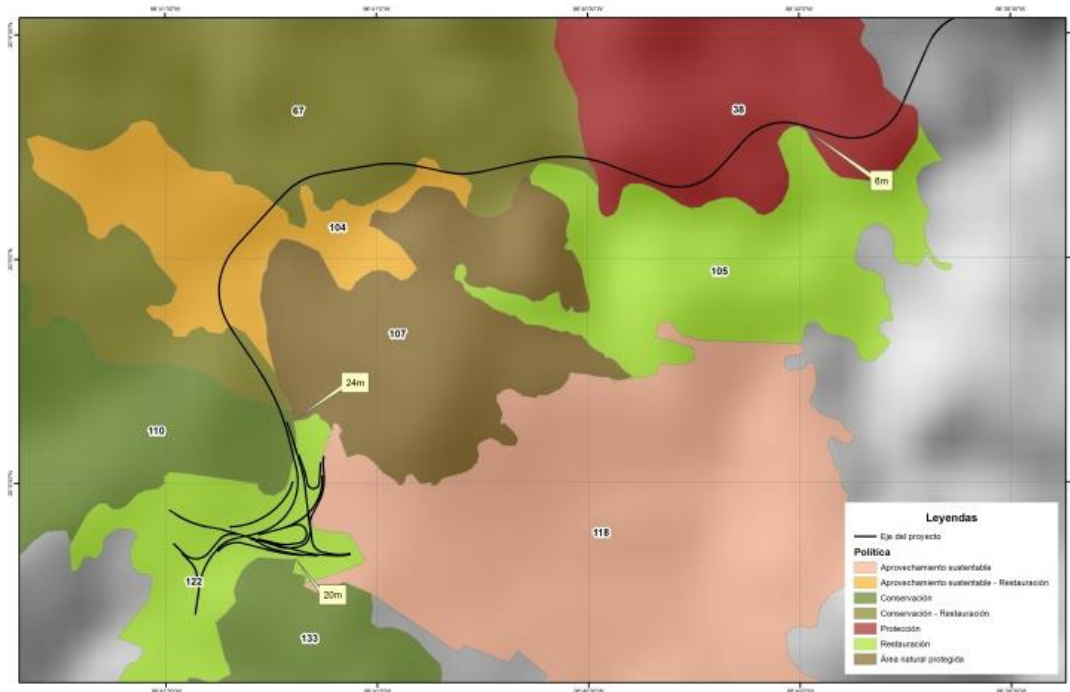 67
38
6m
104
105
107
24m
110
118
122
20m
133
Leyendas
Eje del proyecto
Política
Aprovechamiento sustentable
Aprovechamiento sustentable - Restauración
Conservación
Conservación - Restauración
Protección
Restauración
Área natural protegida